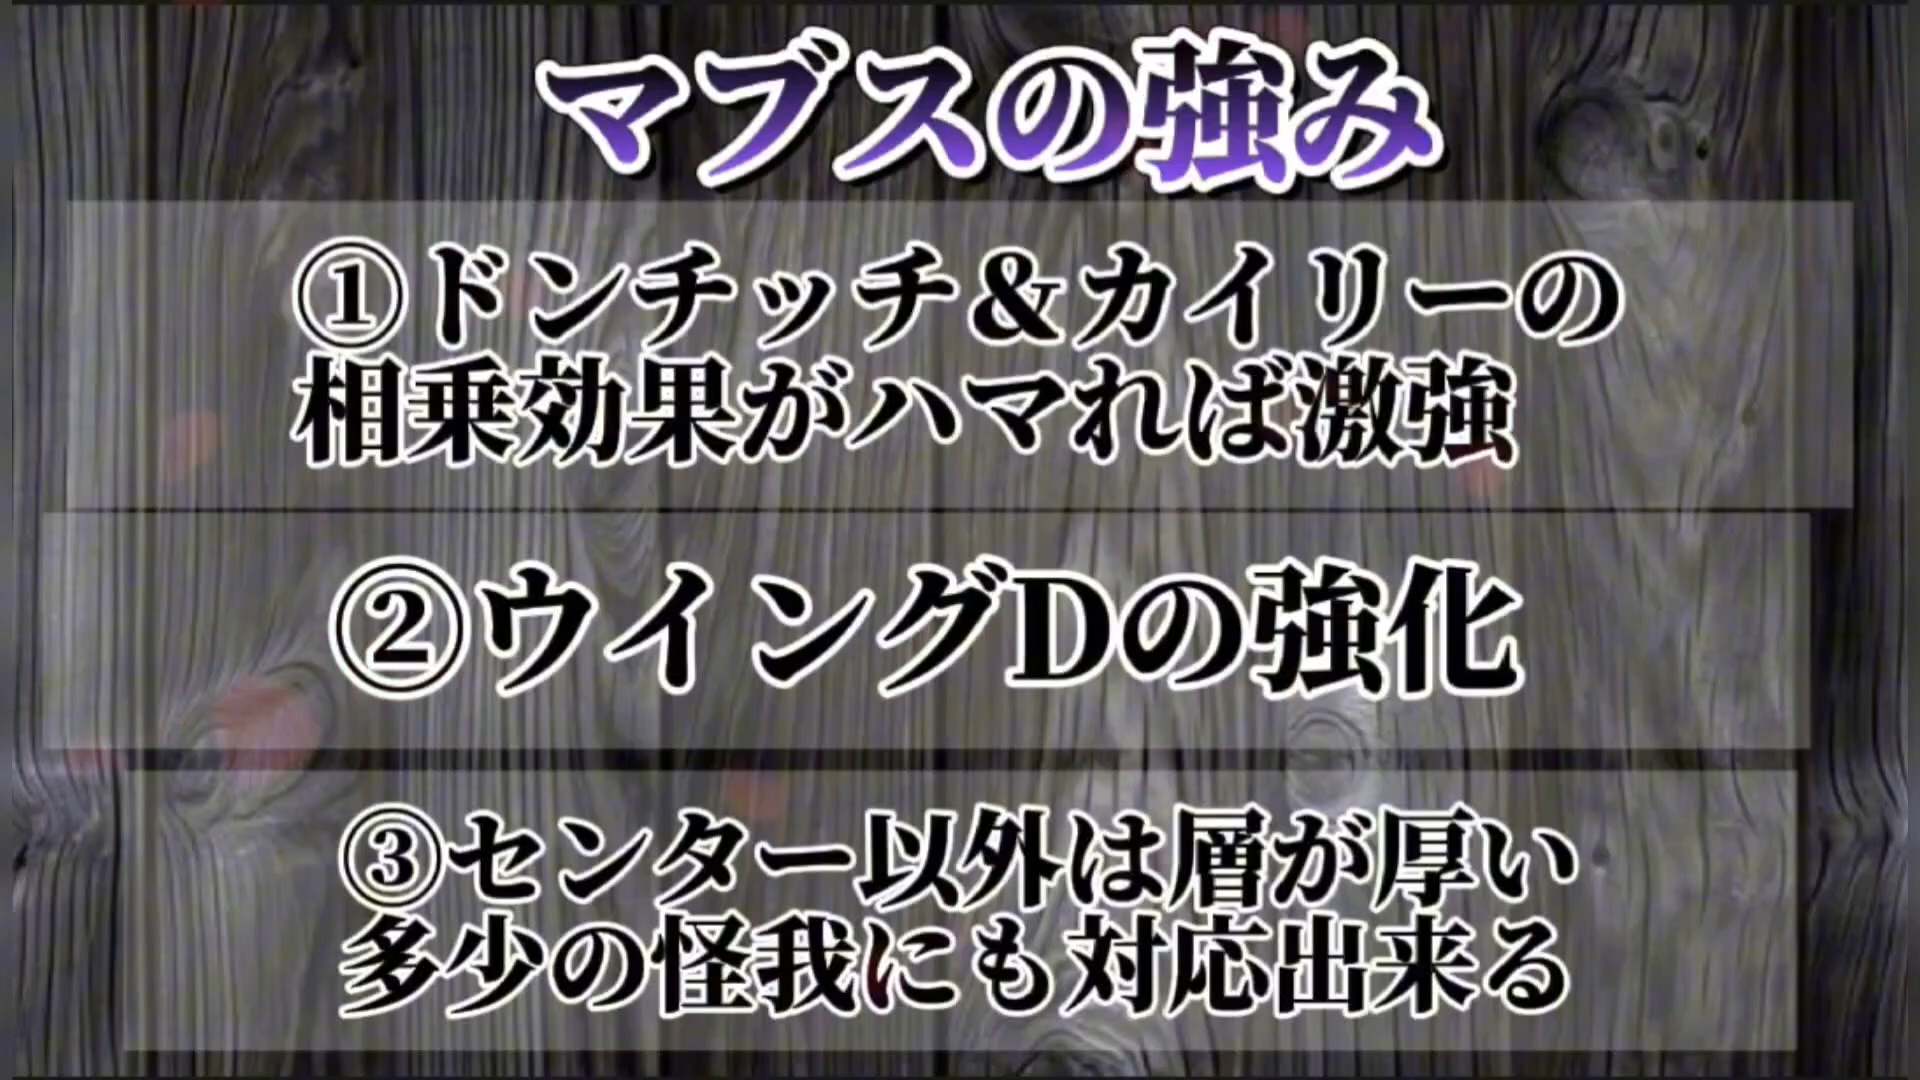 マブスの強み
①ドンチッチ&カイリーの
相乗効果がハマれば激強
②ウイングDの強化
③センター以外は層が厚い
多少の怪我にも対応出来る